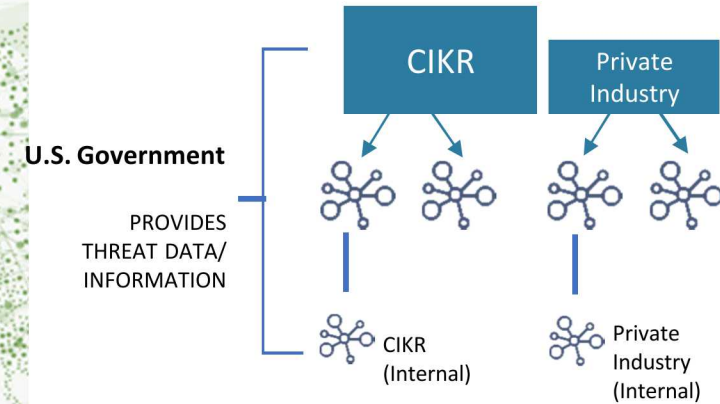 CIKR
Private
Industry
U.S. Government
PROVIDES
THREAT DATA/
INFORMATION
CIKR
(Internal)
Private
Industry
(Internal)